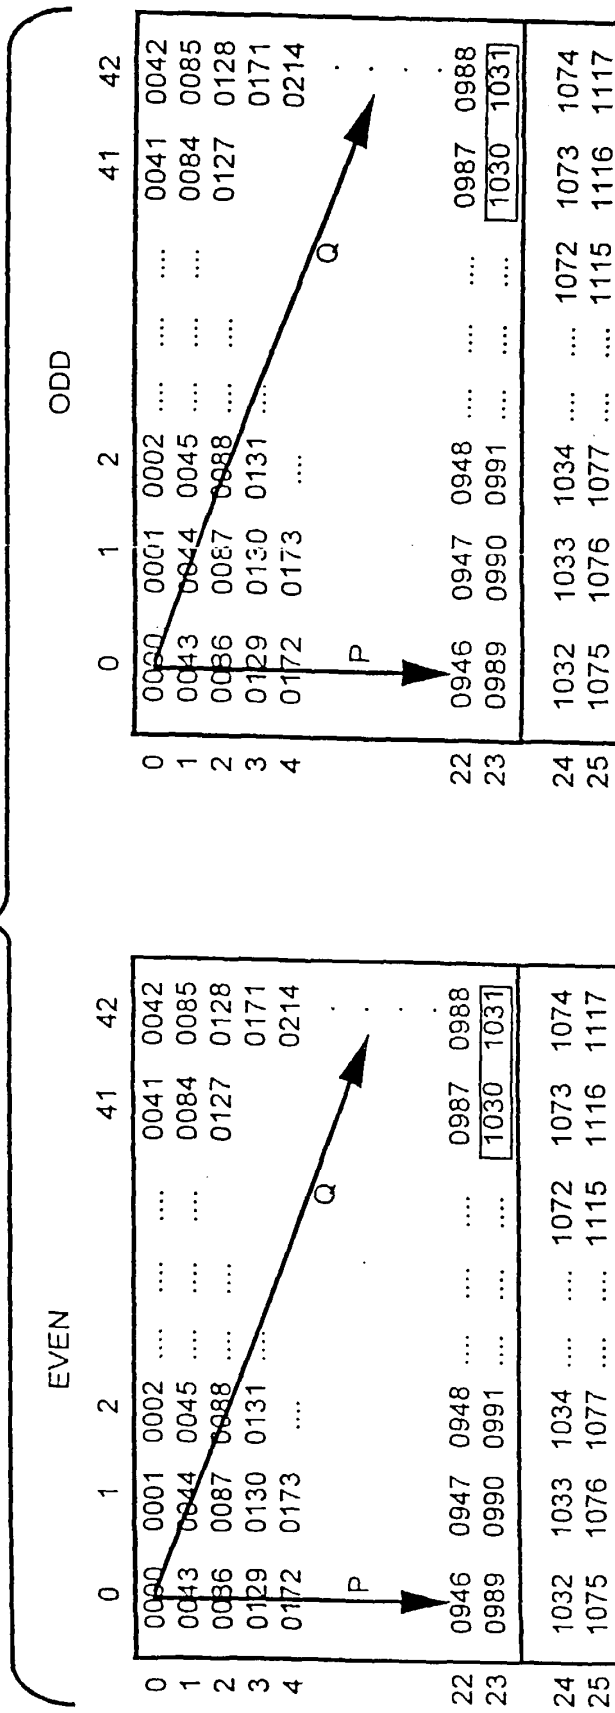 EVEN
0 1 2 41 42
0 0000 0001 0002 .... .... .... 0041 0042
1 0043 0044 0045 .... .... .... 0084 0085
2 0086 0087 0088 .... .... 0127 0128
3 0129 0130 0131 .... 0171
4 0172 0173 .... 0214
P Q
22 0946 0947 0948 .... .... .... 0987 0988
23 0989 0990 0991 .... .... .... 1030 1031
24 1032 1033 1034 .... .... 1072 1073 1074
25 1075 1076 1077 .... .... 1115 1116 1117
ODD
0 1 2 41 42
0 0000 0001 0002 .... .... .... 0041 0042
1 0043 0044 0045 .... .... .... 0084 0085
2 0086 0087 0088 .... .... 0127 0128
3 0129 0130 0131 .... 0171
4 0172 0173 .... 0214
P Q
22 0946 0947 0948 .... .... .... 0987 0988
23 0989 0990 0991 .... .... .... 1030 1031
24 1032 1033 1034 .... .... 1072 1073 1074
25 1075 1076 1077 .... .... 1115 1116 1117